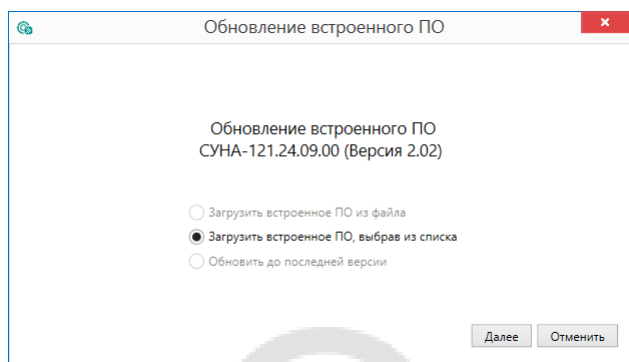 Обновление встроенного ПО
Обновление встроенного ПО
СУНА-121.24.09.00 (Версия 2.02)
Загрузить встроенное ПО из файла
Загрузить встроенное ПО, выбрав из списка
Обновить до последней версии
Далее Отменить